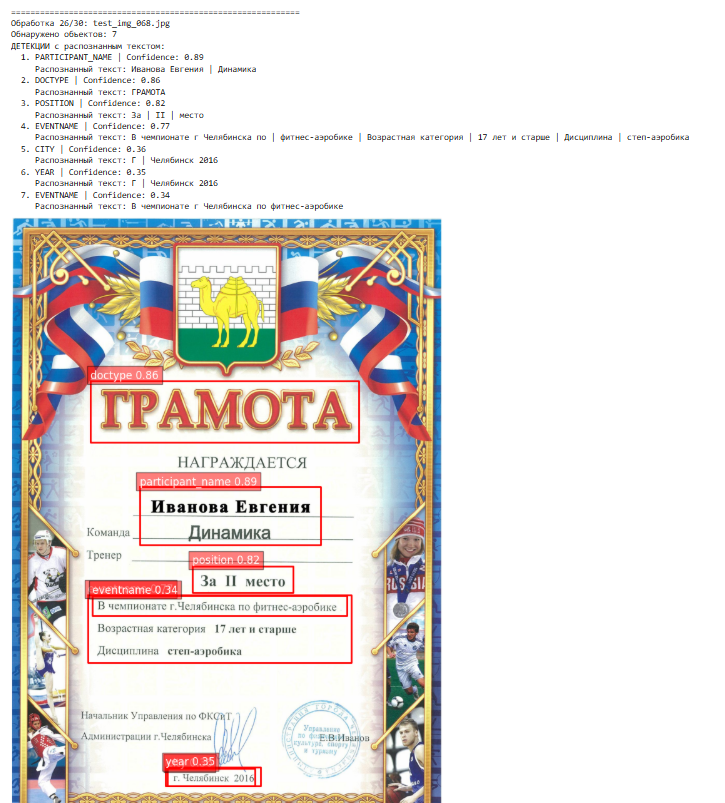 ============================================================
Обработка 26/30: test_img_068.jpg
Обнаружено объектов: 7
ДЕТЕКЦИИ с распознанным текстом:
1. PARTICIPANT_NAME | Confidence: 0.89
Распознанный текст: Иванова Евгения | Динамика
2. DOCTYPE | Confidence: 0.86
Распознанный текст: ГРАМОТА
3. POSITION | Confidence: 0.82
Распознанный текст: За | II | место
4. EVENTNAME | Confidence: 0.77
Распознанный текст: В чемпионате г Челябинска по | фитнес-аэробике | Возрастная категория | 17 лет и старше | Дисциплина | степ-аэробика
5. CITY | Confidence: 0.36
Распознанный текст: Г | Челябинск 2016
6. YEAR | Confidence: 0.35
Распознанный текст: Г | Челябинск 2016
7. EVENTNAME | Confidence: 0.34
Распознанный текст: В чемпионате г Челябинска по фитнес-аэробике
doctype 0.86
ГРАМОТА
НАГРАЖДАЕТСЯ
participant_name 0.89
Иванова Евгения
Команда Динамика
Тренер
position 0.82
За II место
eventname 0.34
В чемпионате г.Челябинска по фитнес-аэробике
Возрастная категория 17 лет и старше
Дисциплина степ-аэробика
RUSSIA
Начальник Управления по ФКСиТ
Администрации г.Челябинска Е.В.Иванов
Управление
по физической
культуре, спорту
и туризму
year 0.35
г. Челябинск 2016